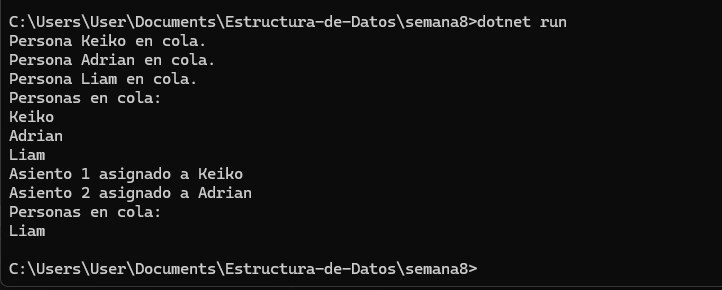 C:\Users\User\Documents\Estructura-de-Datos\semana8>dotnet run
Persona Keiko en cola.
Persona Adrian en cola.
Persona Liam en cola.
Personas en cola:
Keiko
Adrian
Liam
Asiento 1 asignado a Keiko
Asiento 2 asignado a Adrian
Personas en cola:
Liam
C:\Users\User\Documents\Estructura-de-Datos\semana8>